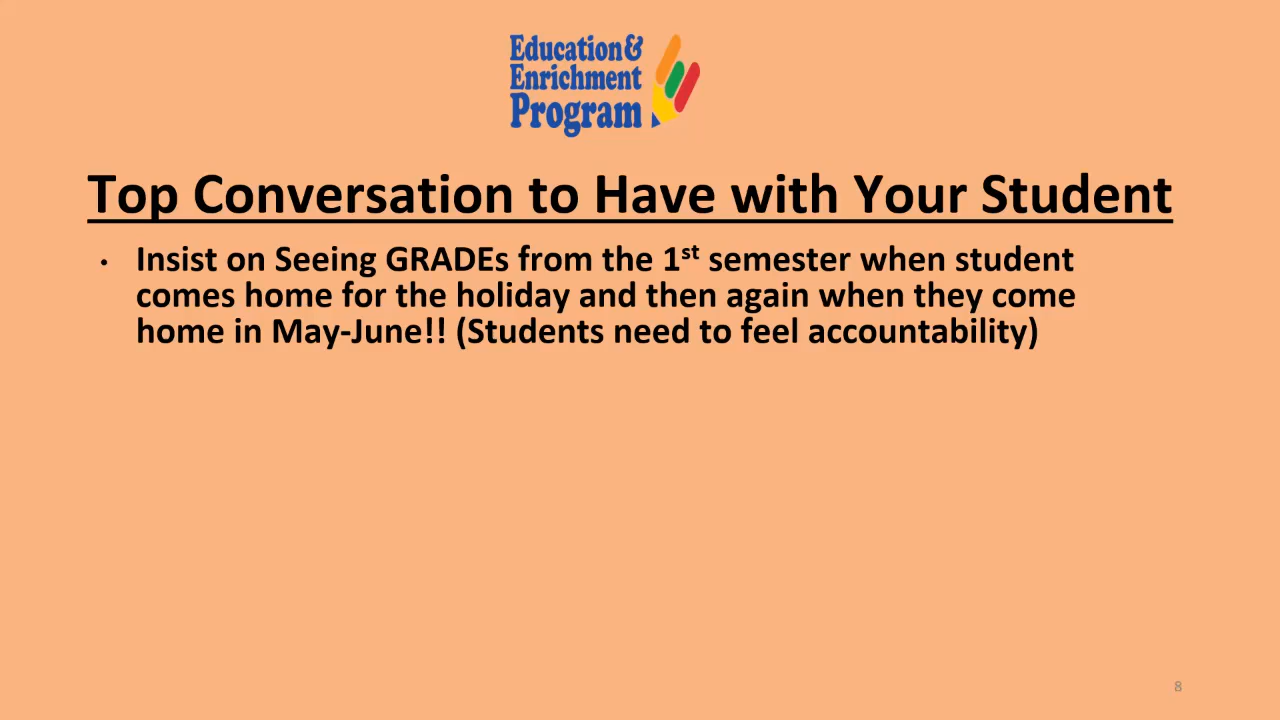 Education&
Enrichment
Program
Top Conversation to Have with Your Student
• Insist on Seeing GRADEs from the 1st semester when student
comes home for the holiday and then again when they come
home in May-June!! (Students need to feel accountability)
8